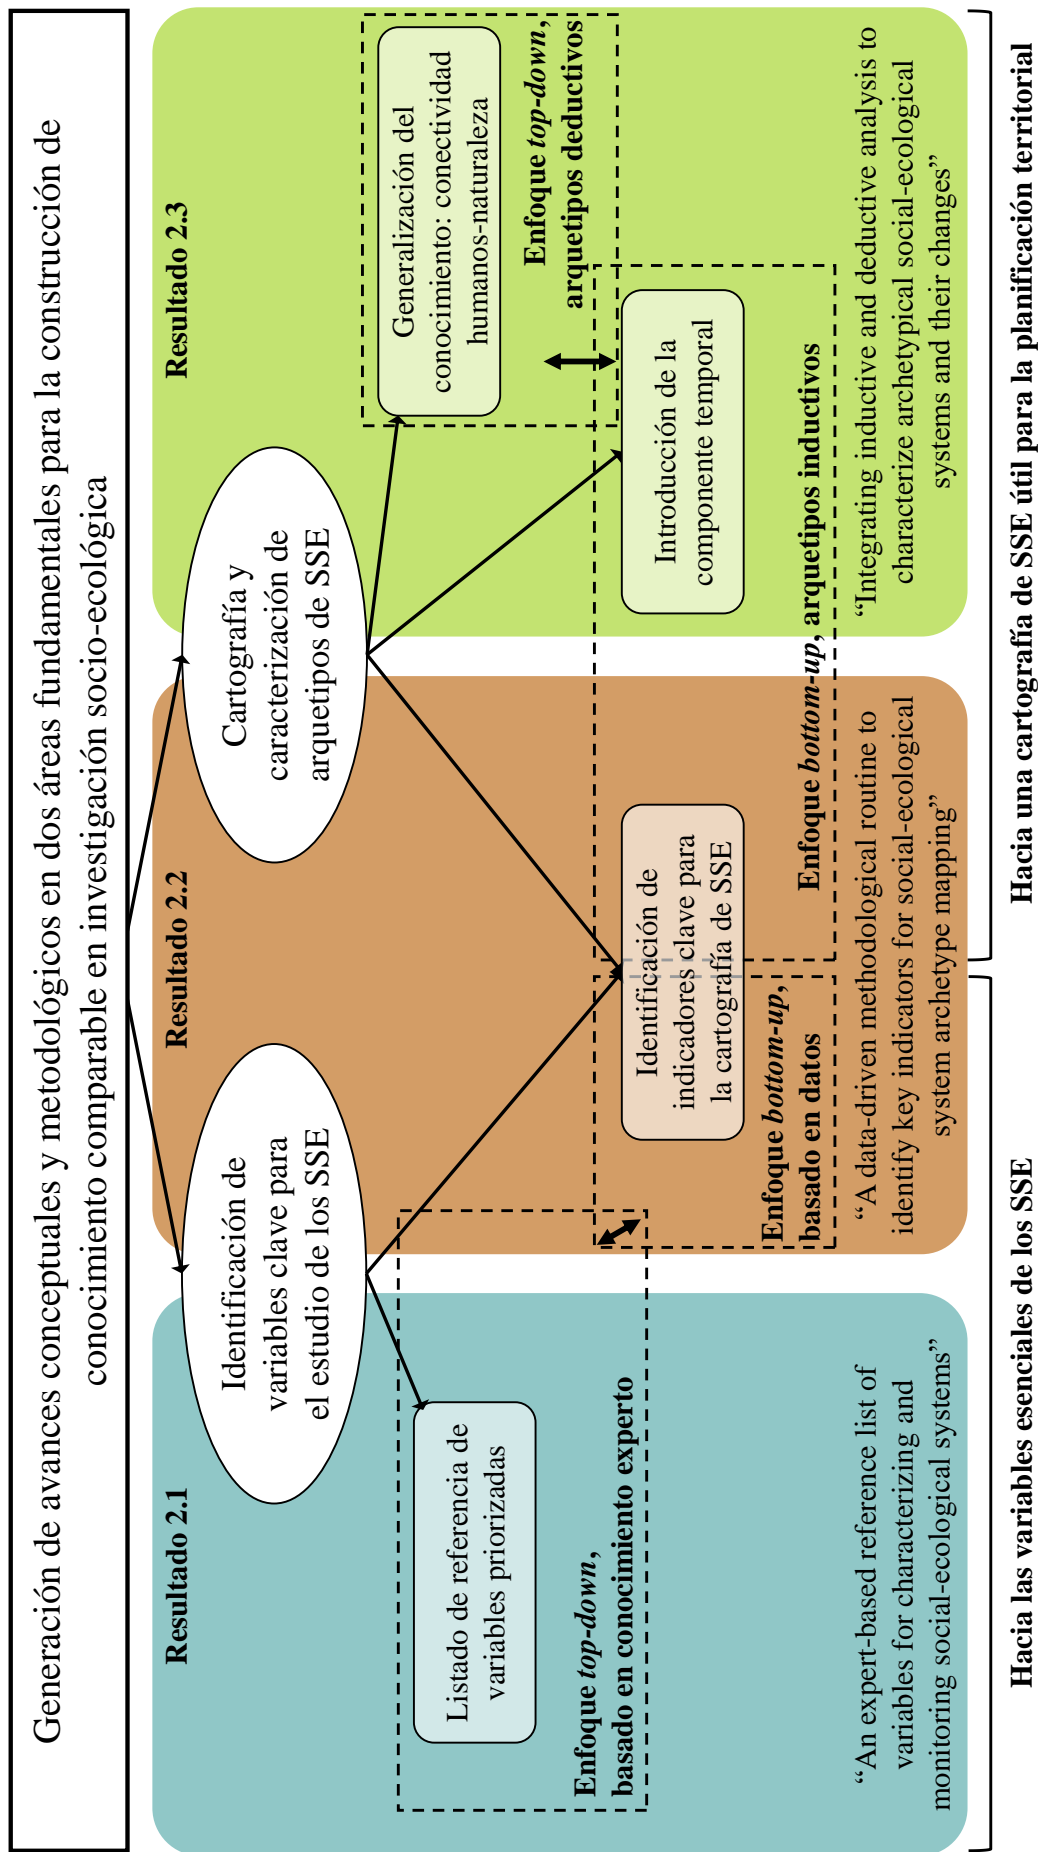 Generación de avances conceptuales y metodológicos en dos áreas fundamentales para la construcción de
conocimiento comparable en investigación socio-ecológica
Resultado 2.1
Resultado 2.2
Resultado 2.3
Identificación de
variables clave para
el estudio de los SSE
Cartografía y
caracterización de
arquetipos de SSE
Listado de referencia de
variables priorizadas
Enfoque top-down,
basado en conocimiento experto
Identificación de
indicadores clave para
la cartografía de SSE
Enfoque bottom-up,
basado en datos
Generalización del
conocimiento: conectividad
humanos-naturaleza
Enfoque top-down,
arquetipos deductivos
Introducción de la
componente temporal
Enfoque bottom-up, arquetipos inductivos
“An expert-based reference list of
variables for characterizing and
monitoring social-ecological systems”
“A data-driven methodological routine to
identify key indicators for social-ecological
system archetype mapping”
“Integrating inductive and deductive analysis to
characterize archetypical social-ecological
systems and their changes”
Hacia las variables esenciales de los SSE
Hacia una cartografía de SSE útil para la planificación territorial